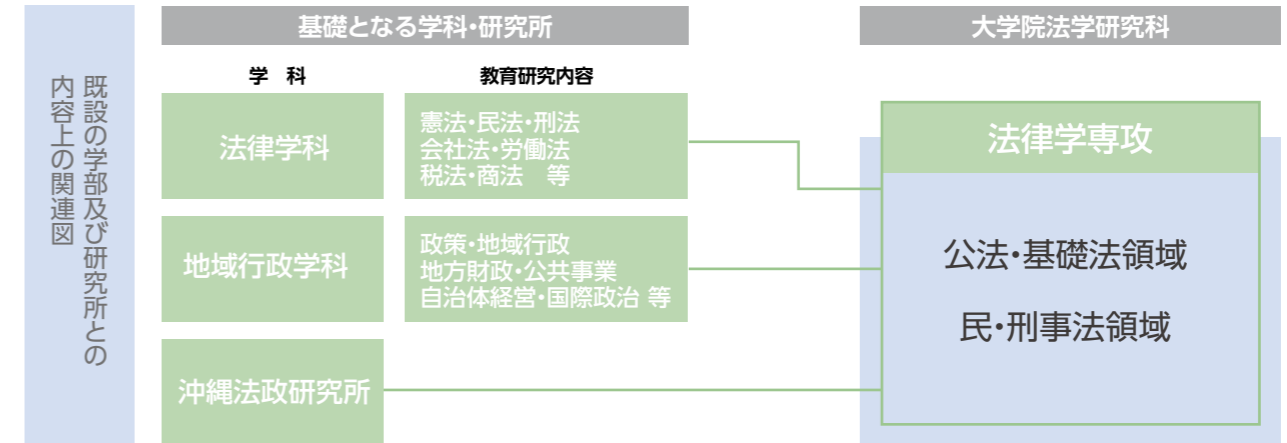 既設の学部及び研究所との
内容上の関連図
基礎となる学科・研究所
大学院法学研究科
学　科
教育研究内容
法律学科
憲法・民法・刑法
会社法・労働法
税法・商法　等
地域行政学科
政策・地域行政
地方財政・公共事業
自治体経営・国際政治 等
沖縄法政研究所
法律学専攻
公法・基礎法領域
民・刑事法領域